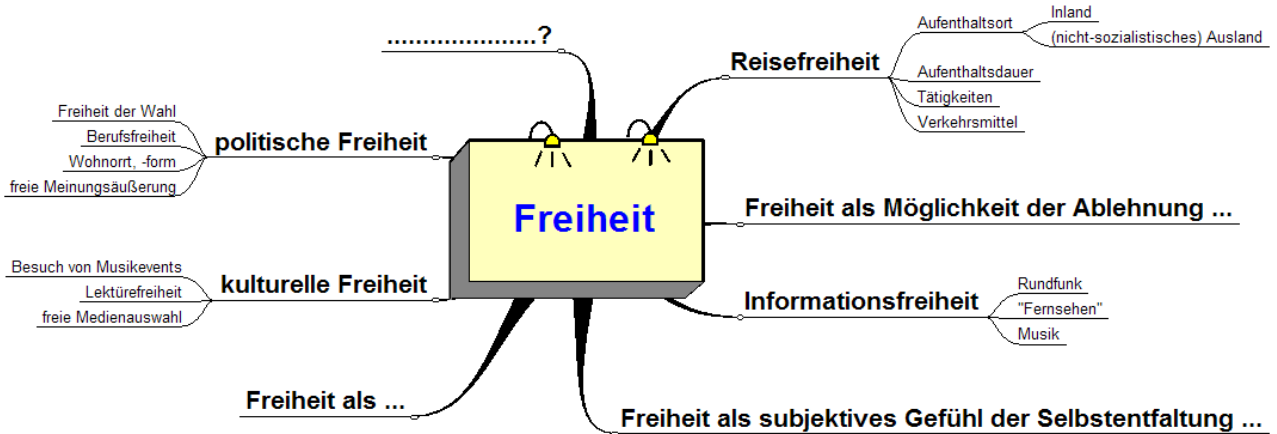 Freiheit
....................?
Reisefreiheit
Aufenthaltsort
Inland
(nicht-sozialistisches) Ausland
Aufenthaltsdauer
Tätigkeiten
Verkehrsmittel
Freiheit als Möglichkeit der Ablehnung ...
Informationsfreiheit
Rundfunk
"Fernsehen"
Musik
Freiheit als subjektives Gefühl der Selbstentfaltung ...
Freiheit als ...
kulturelle Freiheit
Besuch von Musikevents
Lektürefreiheit
freie Medienauswahl
politische Freiheit
Freiheit der Wahl
Berufsfreiheit
Wohnort, -form
freie Meinungsäußerung